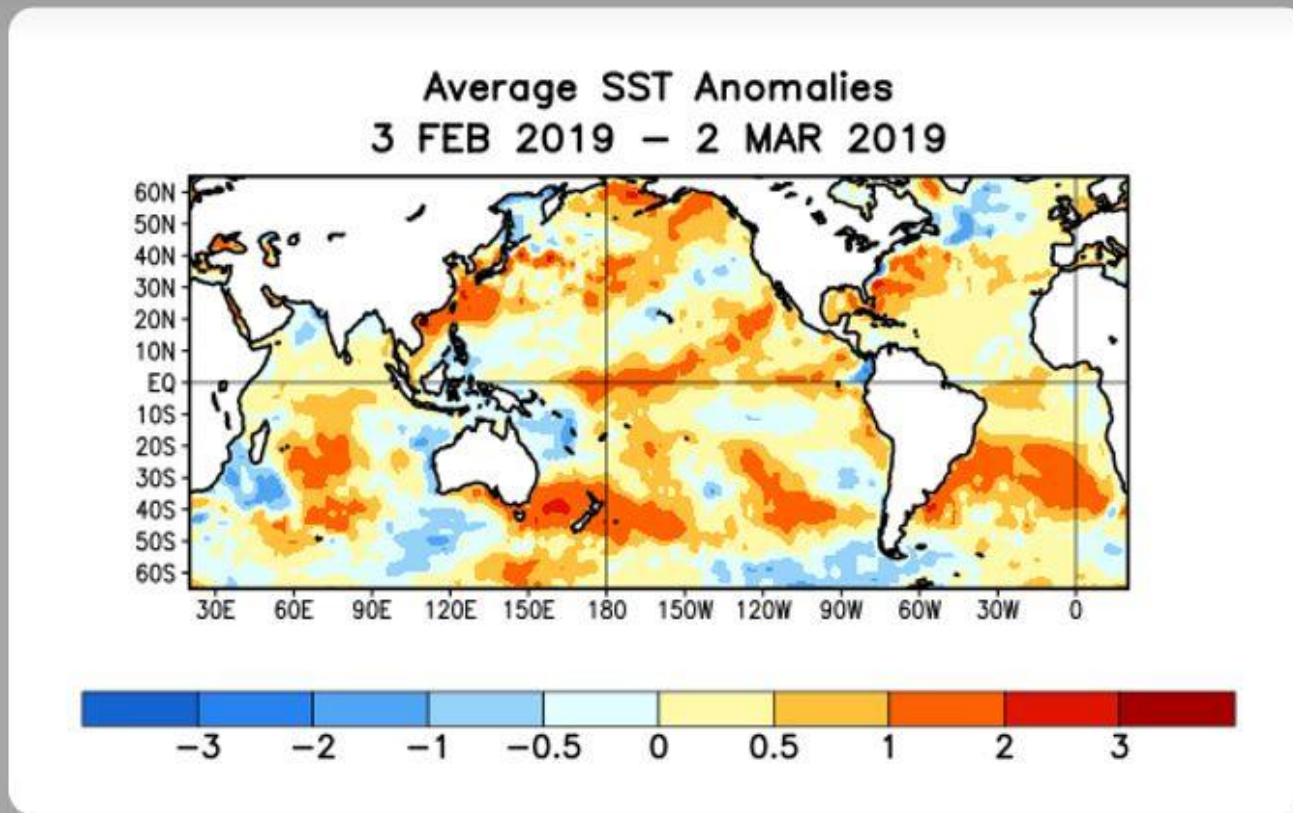 Average SST Anomalies
3 FEB 2019 – 2 MAR 2019
60N
50N
40N
30N
20N
10N
EQ
10S
20S
30S
40S
50S
60S
30E 60E 90E 120E 150E 180 150W 120W 90W 60W 30W 0
−3 −2 −1 −0.5 0 0.5 1 2 3